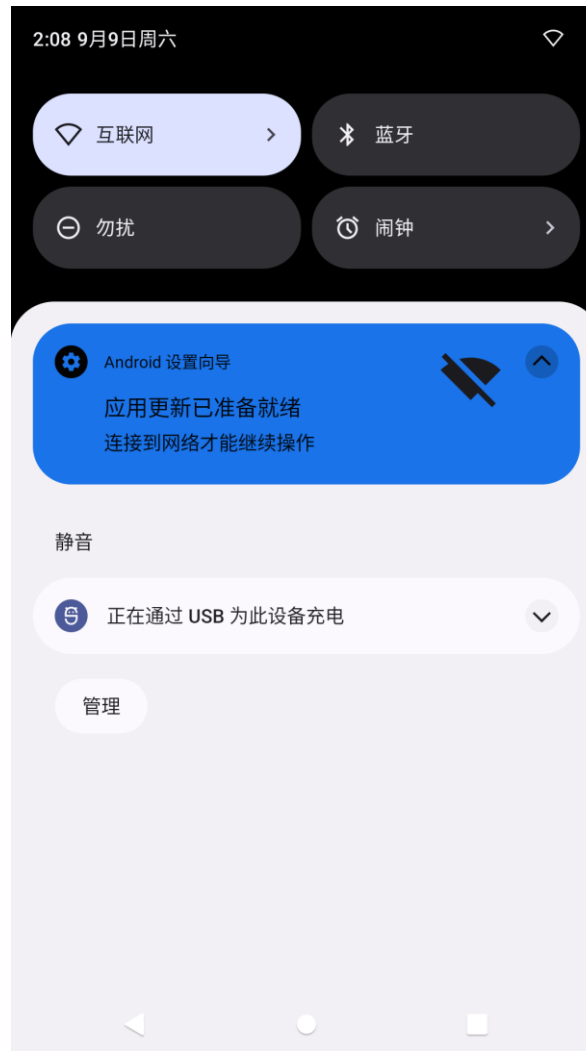 2:08 9月9日周六
互联网
蓝牙
勿扰
闹钟
Android 设置向导
应用更新已准备就绪
连接到网络才能继续操作
静音
正在通过 USB 为此设备充电
管理